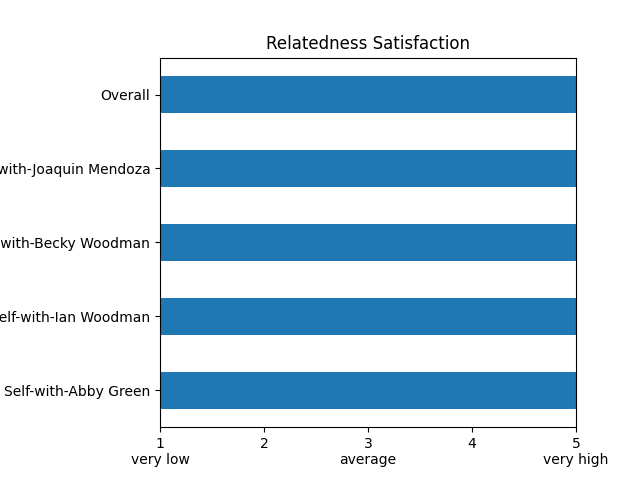 Relatedness Satisfaction
Overall
with-Joaquin Mendoza
with-Becky Woodman
elf-with-Ian Woodman
Self-with-Abby Green
1 2 3 4 5
very low average very high